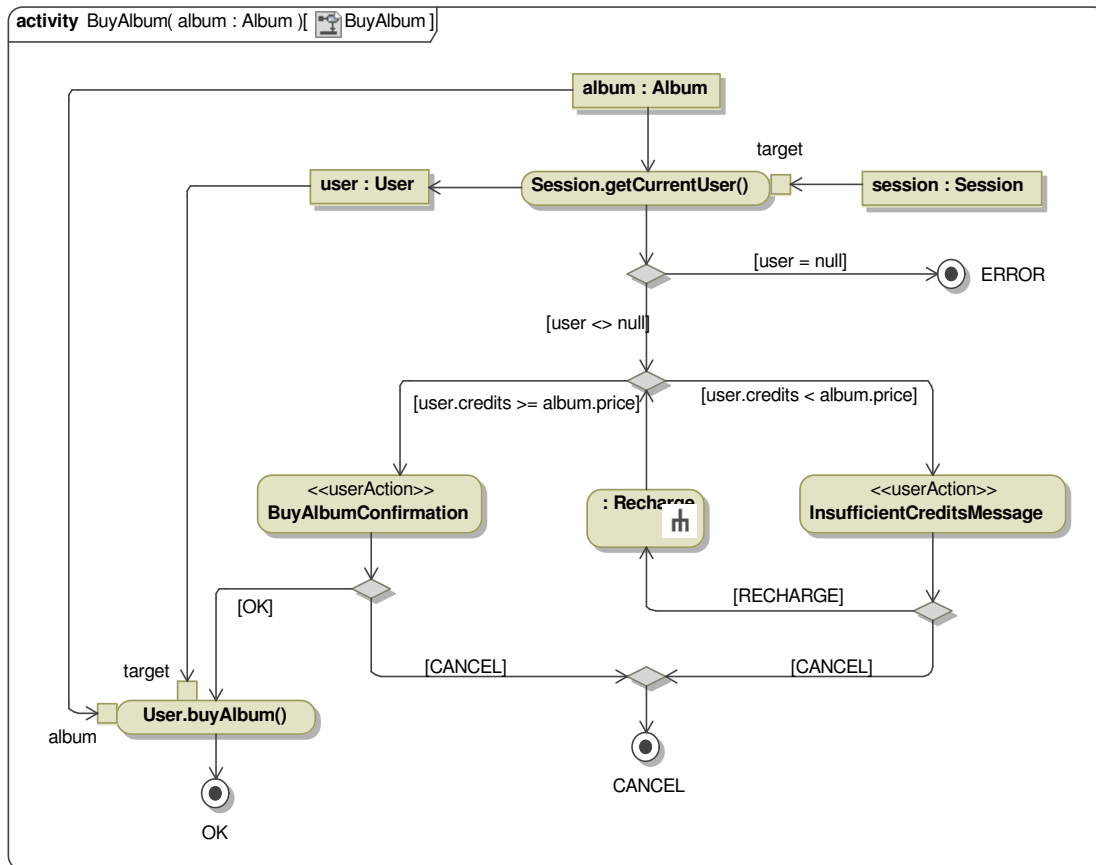 activity BuyAlbum( album : Album )[ BuyAlbum ]
album : Album
target
user : User
Session.getCurrentUser()
session : Session
[user = null]
ERROR
[user <> null]
[user.credits >= album.price]
[user.credits < album.price]
<<userAction>>
BuyAlbumConfirmation
: Recharge
<<userAction>>
InsufficientCreditsMessage
[OK]
[RECHARGE]
[CANCEL]
[CANCEL]
target
User.buyAlbum()
album
CANCEL
OK